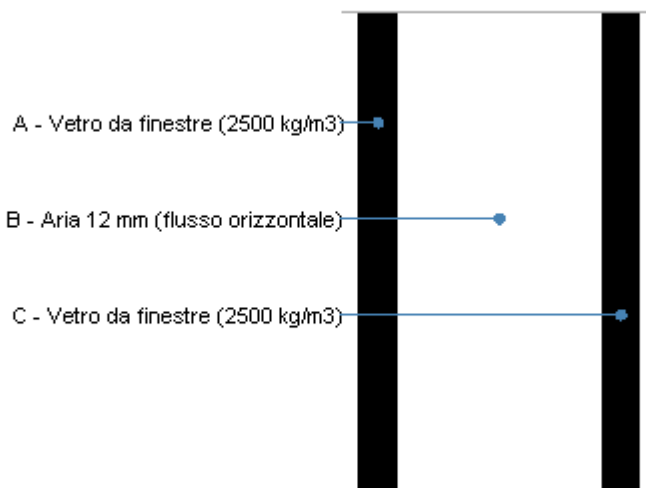 A - Vetro da finestre (2500 kg/m3)
B - Aria 12 mm (flusso orizzontale)
C - Vetro da finestre (2500 kg/m3)